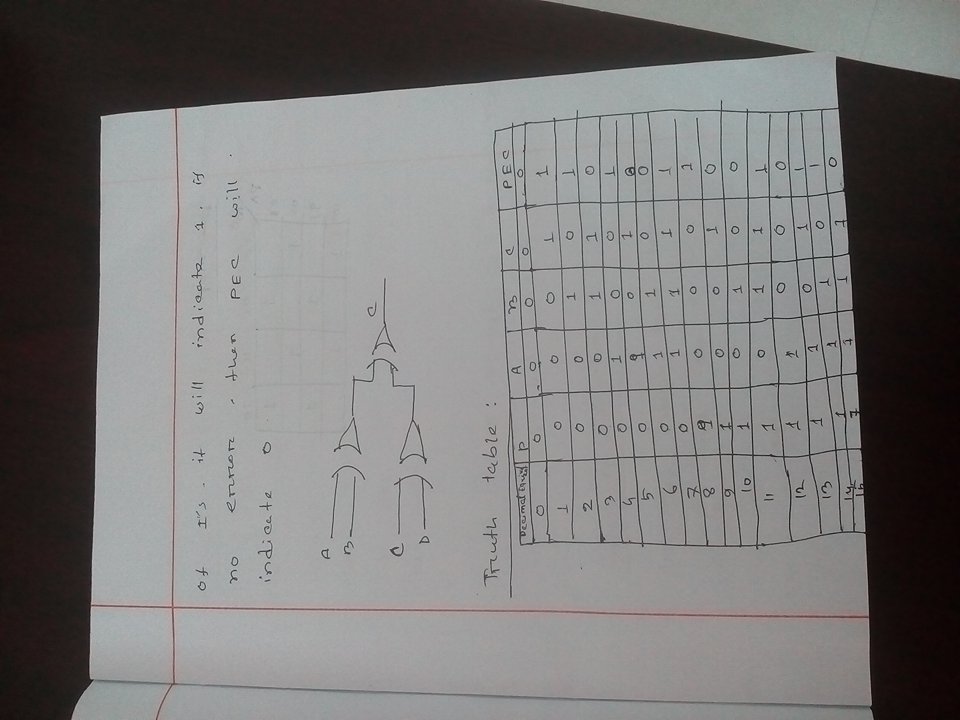 of 1's. it will indicate 1. if
no error. then PEC will
indicate 0
A
B
C
D
C
Truth table:
Decimal P A B C PEC
0 0 0 0 0 0
1 0 0 0 1 1
2 0 0 1 0 1
3 0 0 1 1 0
4 0 1 0 0 1
5 0 1 0 1 0
6 0 1 1 0 0
7 0 1 1 1 1
8 1 0 0 0 1
9 1 0 0 1 0
10 1 0 1 0 0
11 1 0 1 1 1
12 1 1 0 0 0
13 1 1 0 1 1
14 1 1 1 0 1
15 1 1 1 1 0